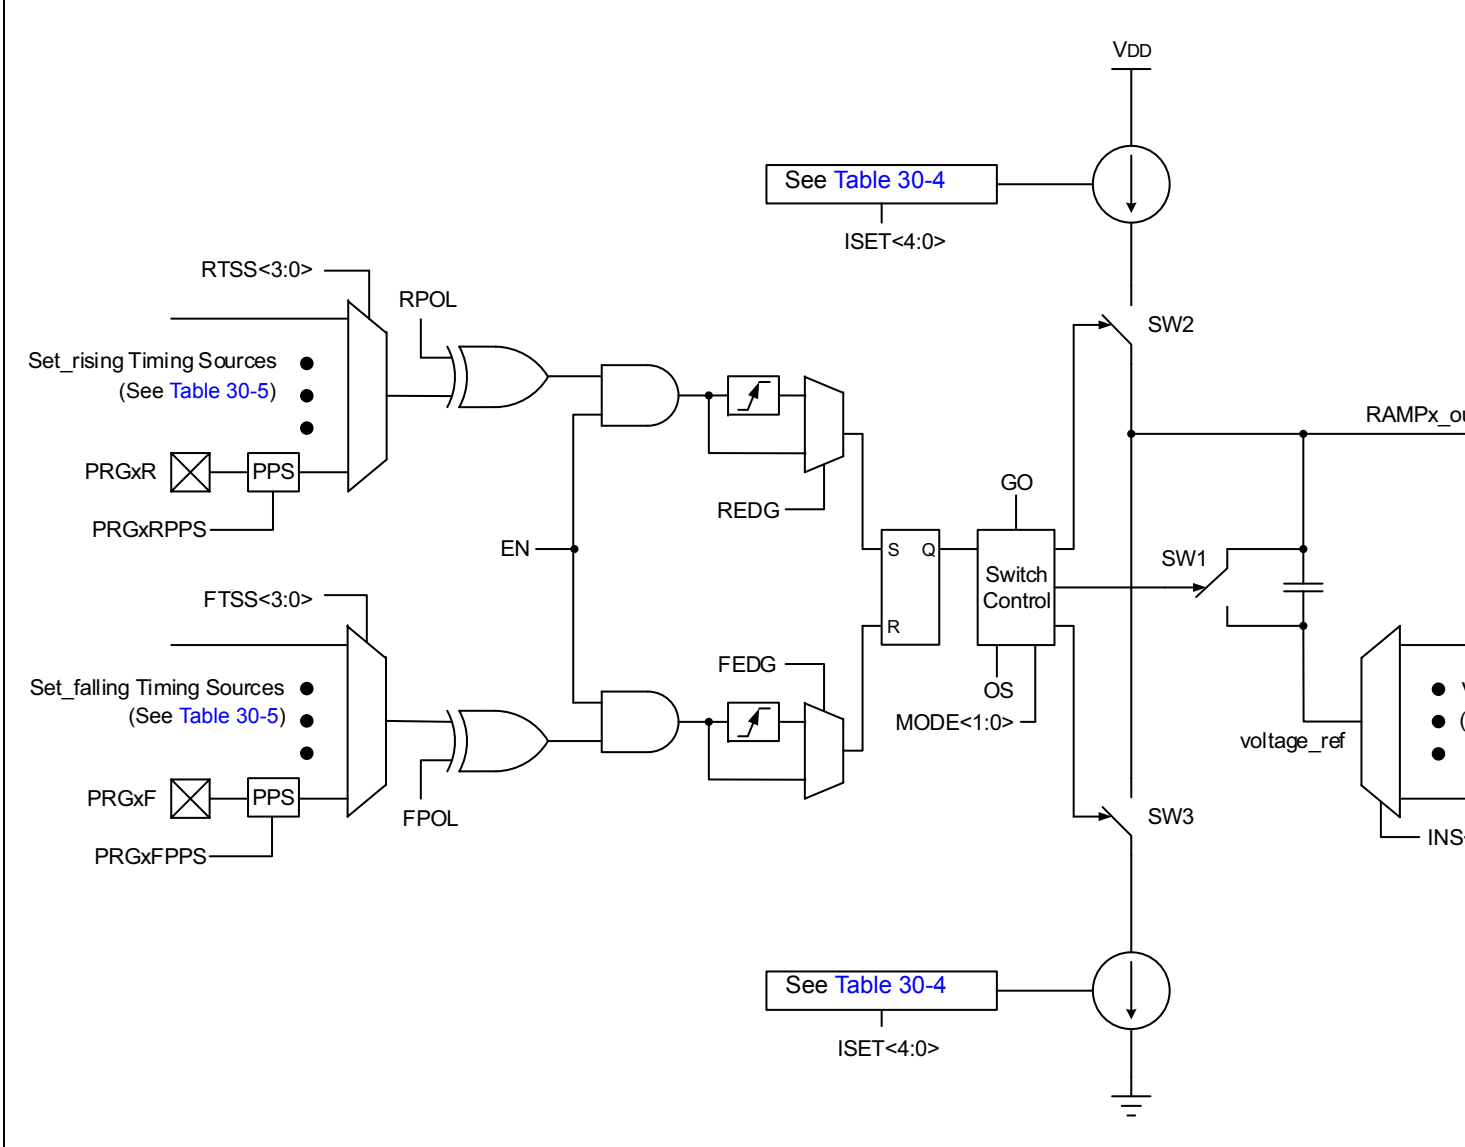 VDD
See Table 30-4
ISET<4:0>
RTSS<3:0>
RPOL
SW2
Set_rising Timing Sources
(See Table 30-5)
RAMPx_ou
PRGxR
PPS
PRGxRPPS
REDG
GO
EN
S
Q
SW1
Switch
Control
FTSS<3:0>
R
FEDG
Set_falling Timing Sources
(See Table 30-5)
OS
MODE<1:0>
voltage_ref
(
PRGxF
PPS
FPOL
SW3
INS
PRGxFPPS
See Table 30-4
ISET<4:0>